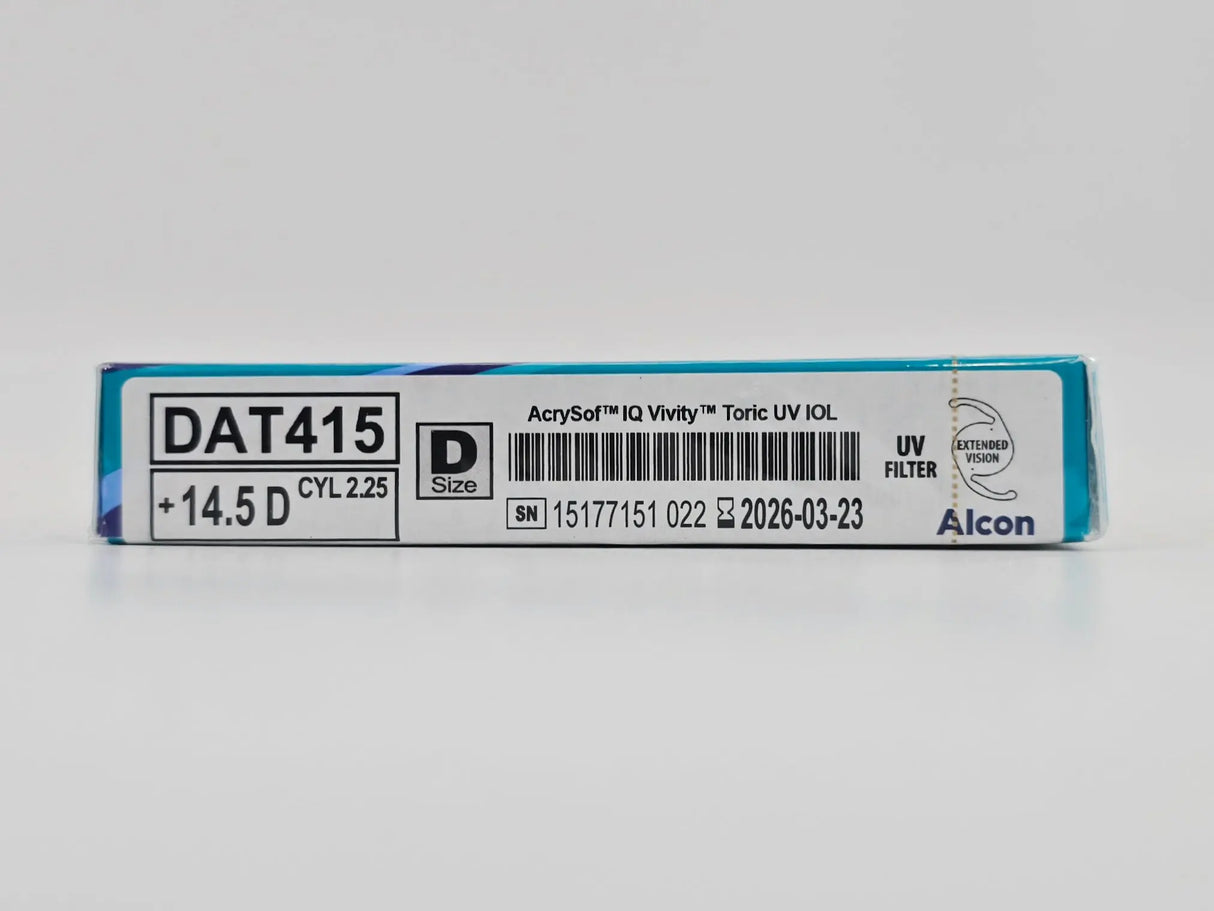 DAT415
+14.5 D CYL 2.25
D
Size
AcrySof™ IQ Vivity™ Toric UV IOL
SN 15177151 022 2026-03-23
UV
FILTER
EXTENDED
VISION
Alcon